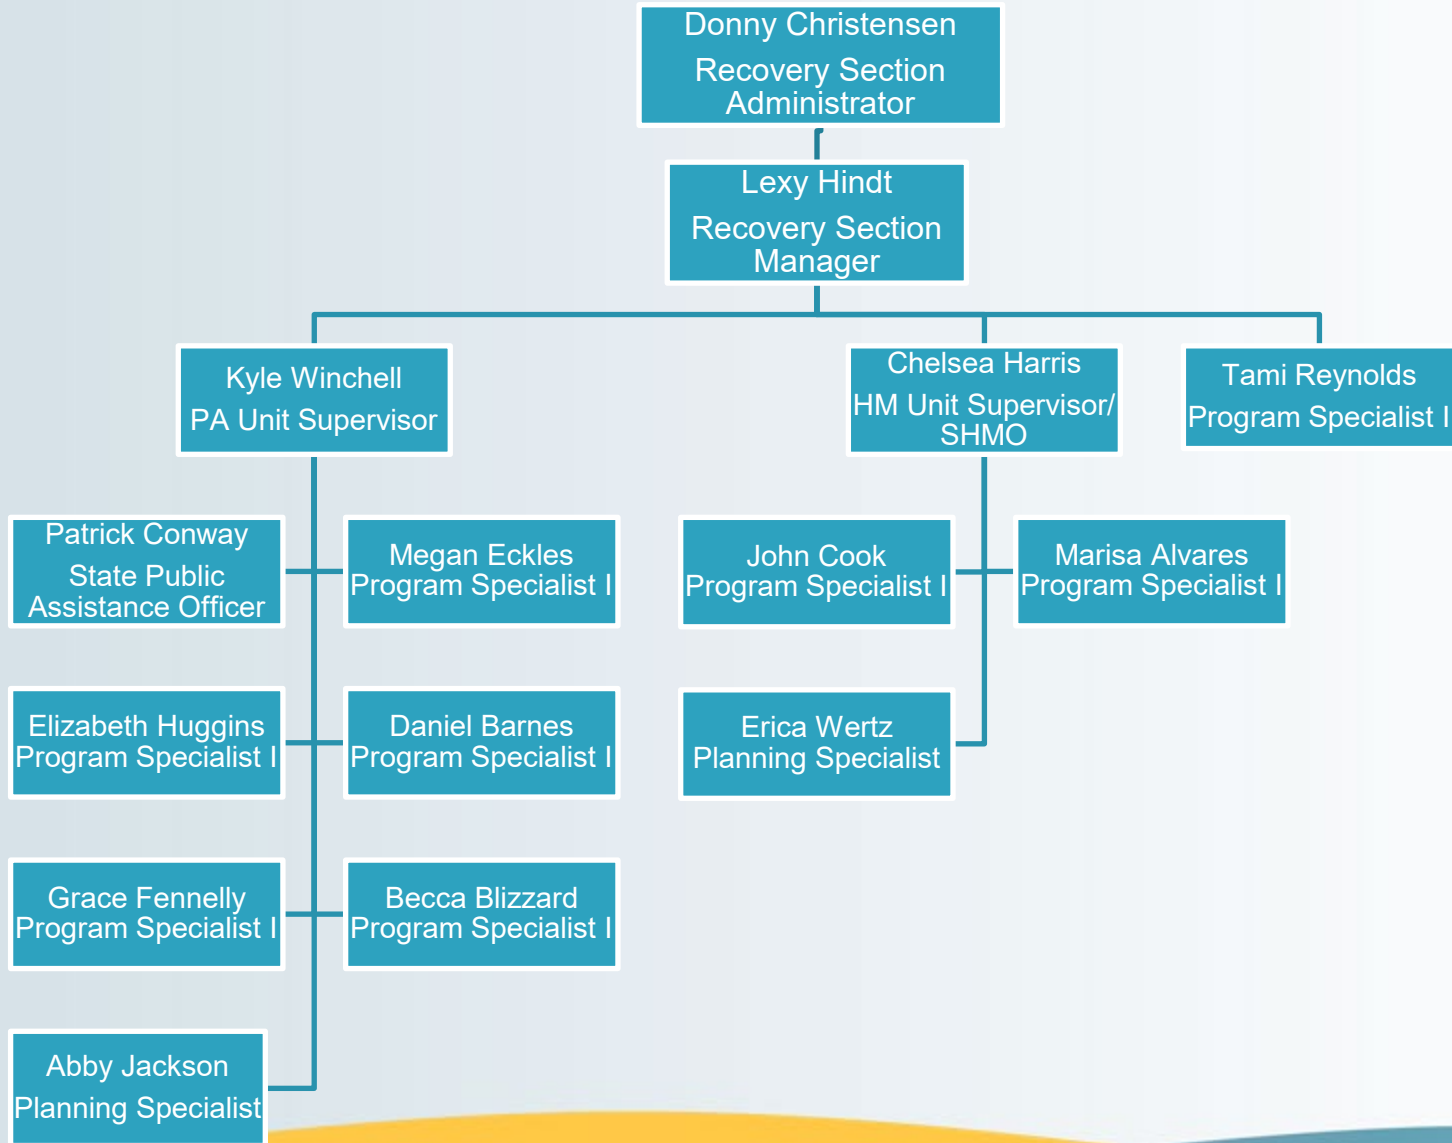 Donny Christensen
Recovery Section
Administrator
Lexy Hindt
Recovery Section
Manager
Kyle Winchell
PA Unit Supervisor
Chelsea Harris
HM Unit Supervisor/
SHMO
Tami Reynolds
Program Specialist I
Patrick Conway
State Public
Assistance Officer
Megan Eckles
Program Specialist I
John Cook
Program Specialist I
Marisa Alvares
Program Specialist I
Elizabeth Huggins
Program Specialist I
Daniel Barnes
Program Specialist I
Erica Wertz
Planning Specialist
Grace Fennelly
Program Specialist I
Becca Blizzard
Program Specialist I
Abby Jackson
Planning Specialist